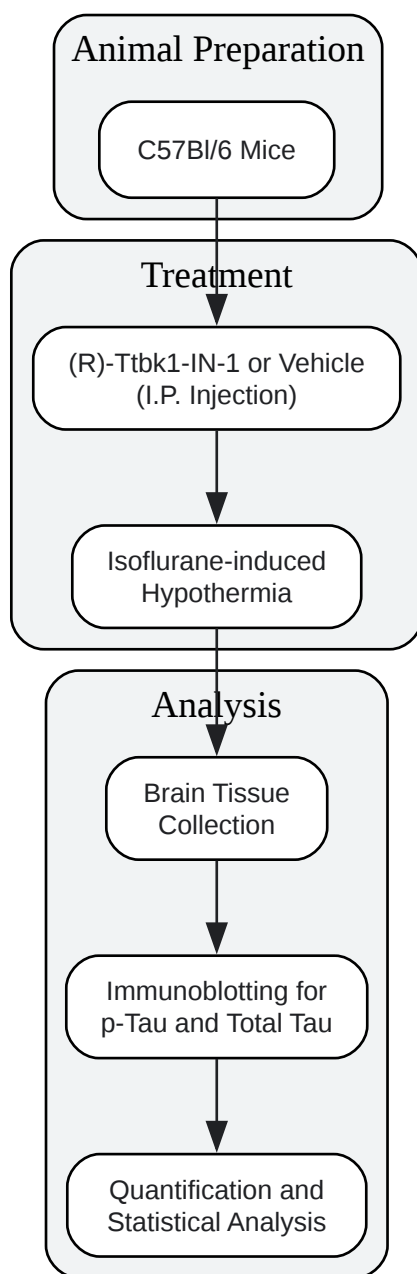 Animal Preparation
C57Bl/6 Mice
Treatment
(R)-Ttbk1-IN-1 or Vehicle
(I.P. Injection)
Isoflurane-induced
Hypothermia
Analysis
Brain Tissue
Collection
Immunoblotting for
p-Tau and Total Tau
Quantification and
Statistical Analysis